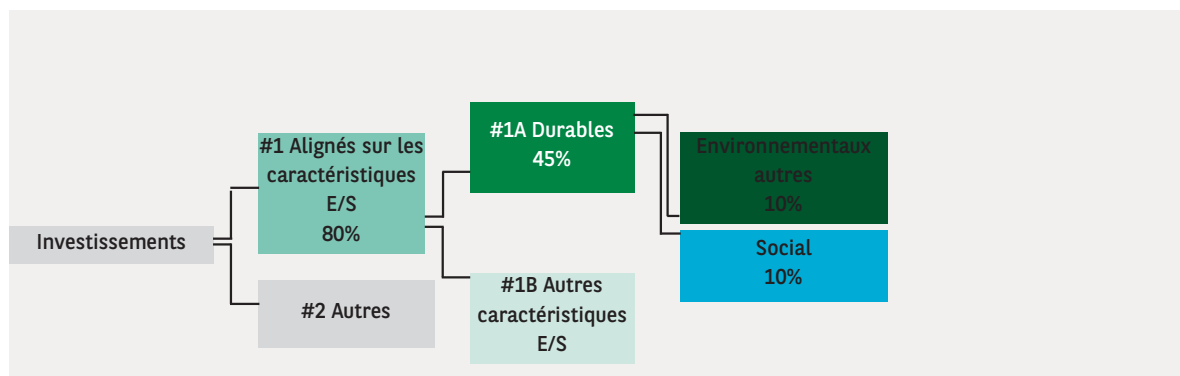 Investissements
#1 Alignés sur les
caractéristiques
E/S
80%
#2 Autres
#1A Durables
45%
#1B Autres
caractéristiques
E/S
Environnementaux
autres
10%
Social
10%